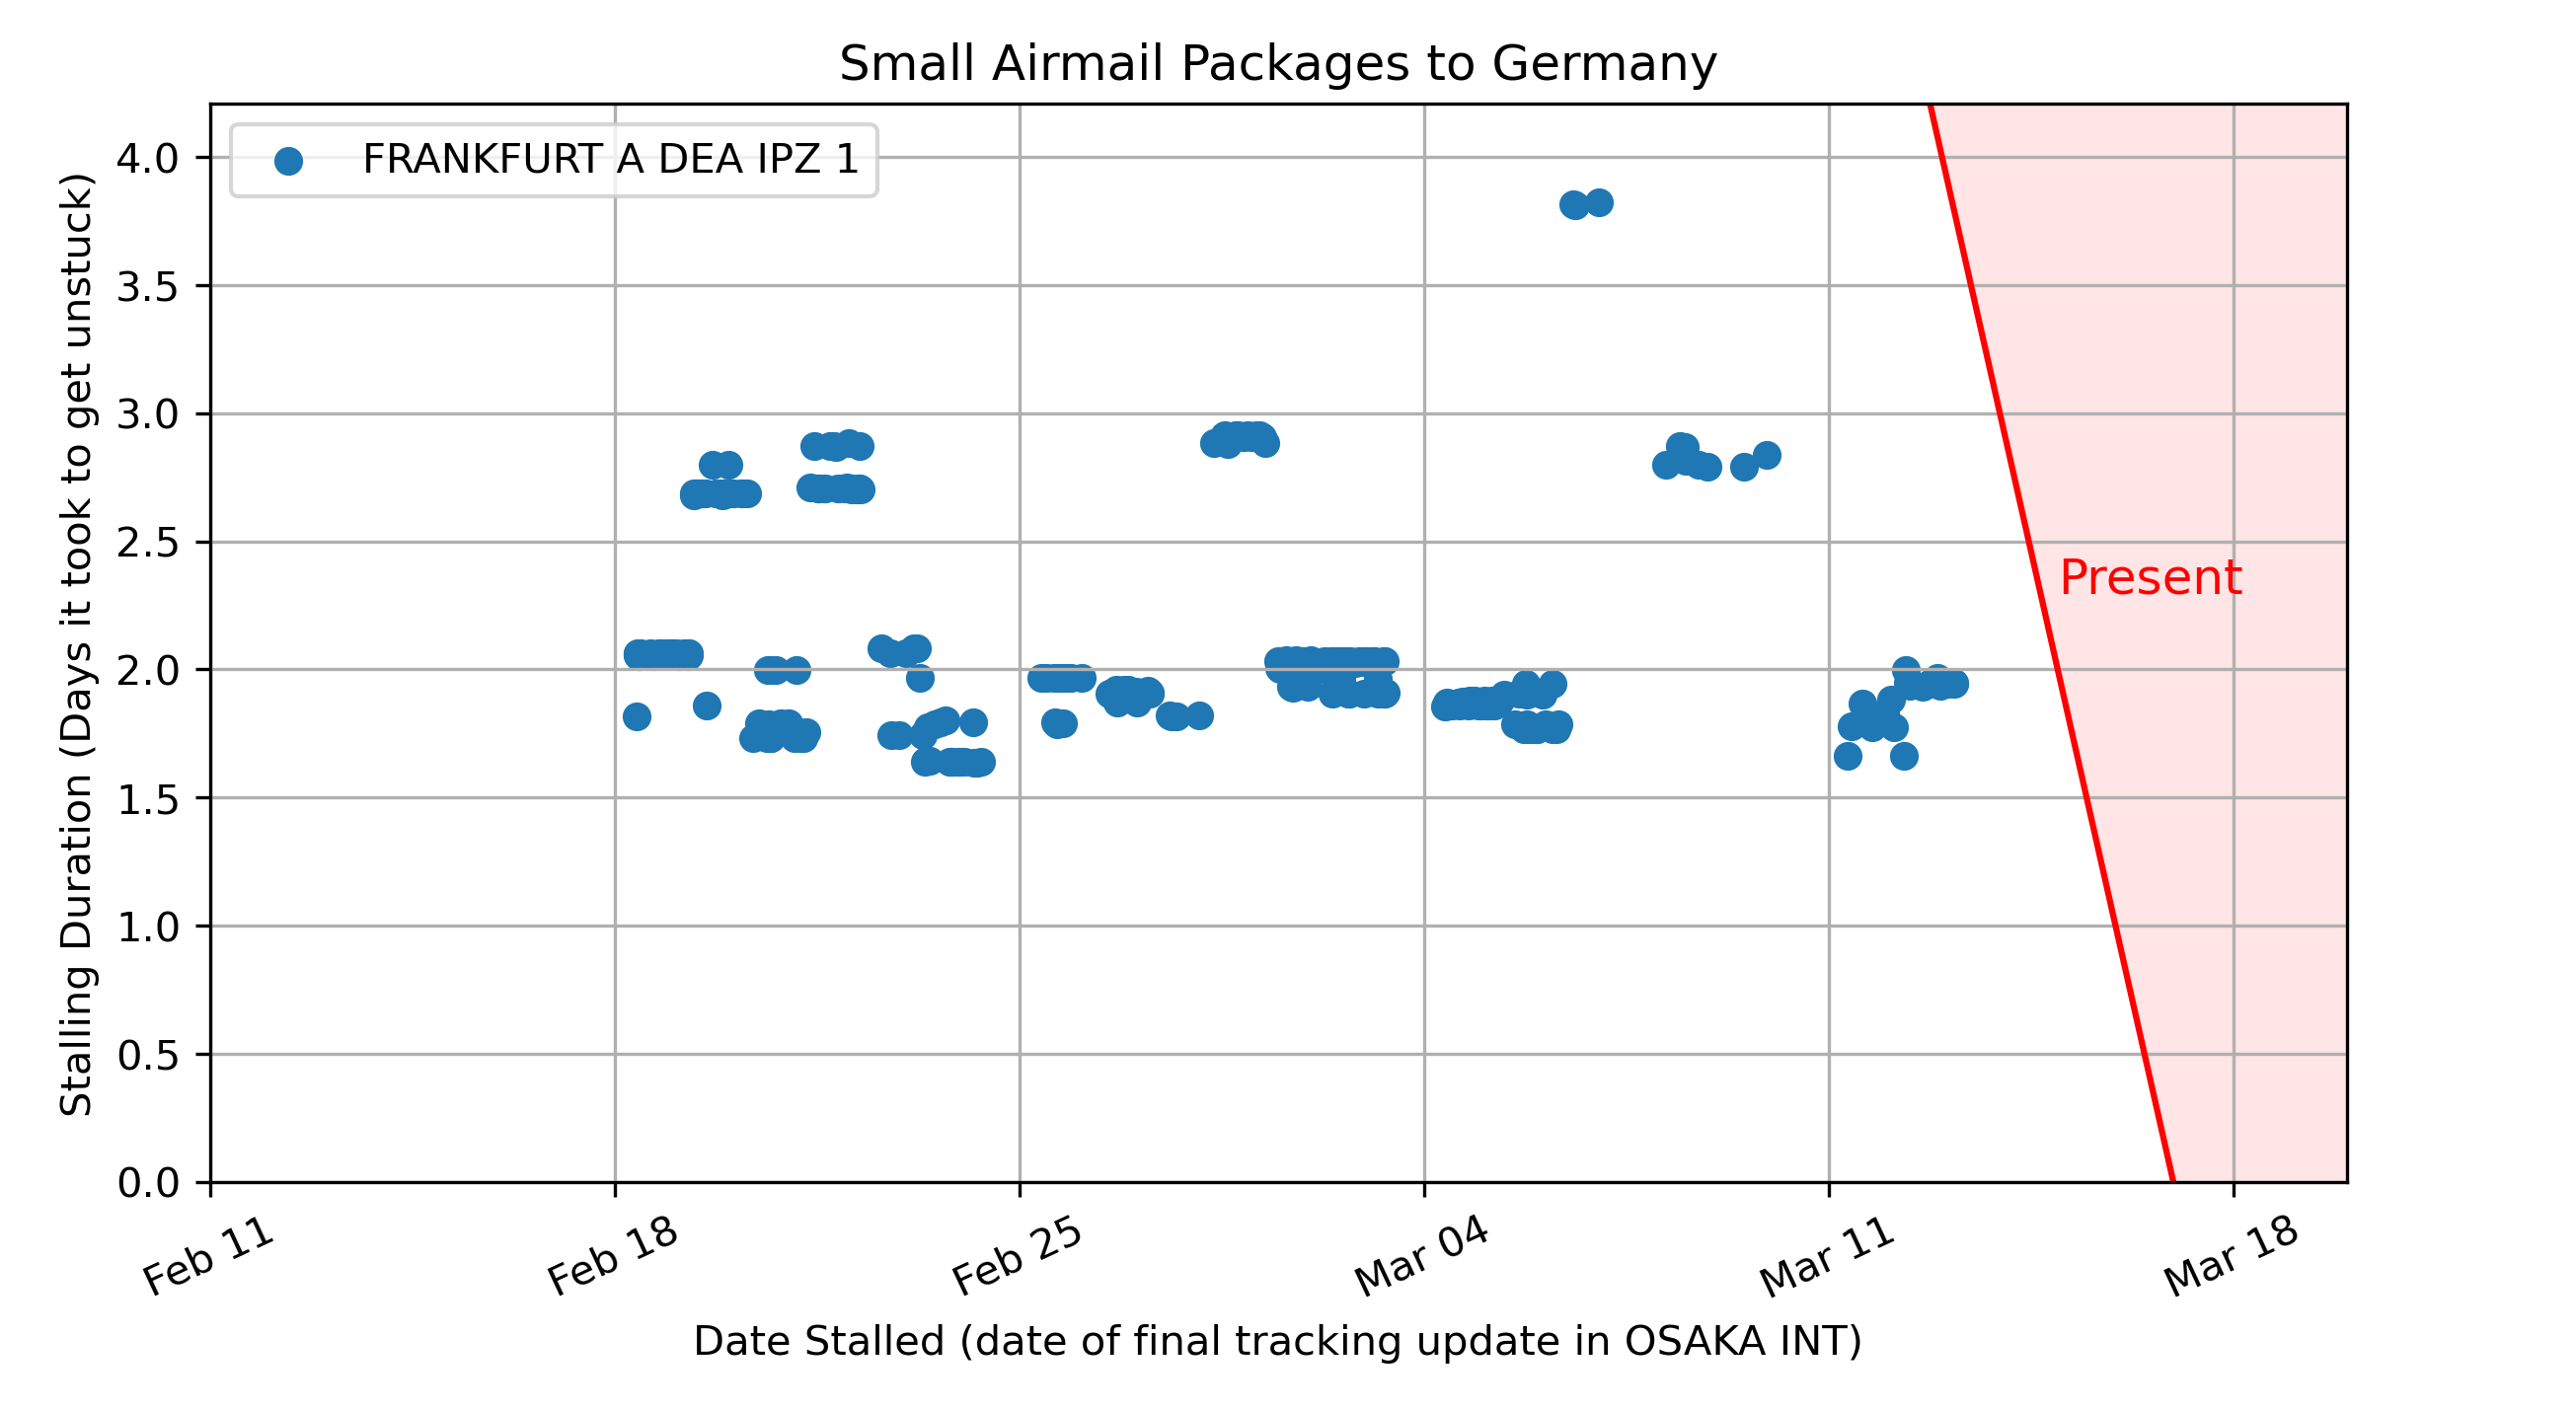 Small Airmail Packages to Germany
FRANKFURT A DEA IPZ 1
Stalling Duration (Days it took to get unstuck)
4.0
3.5
3.0
2.5
2.0
1.5
1.0
0.5
0.0
Present
Feb 11
Feb 18
Feb 25
Mar 04
Mar 11
Mar 18
Date Stalled (date of final tracking update in OSAKA INT)